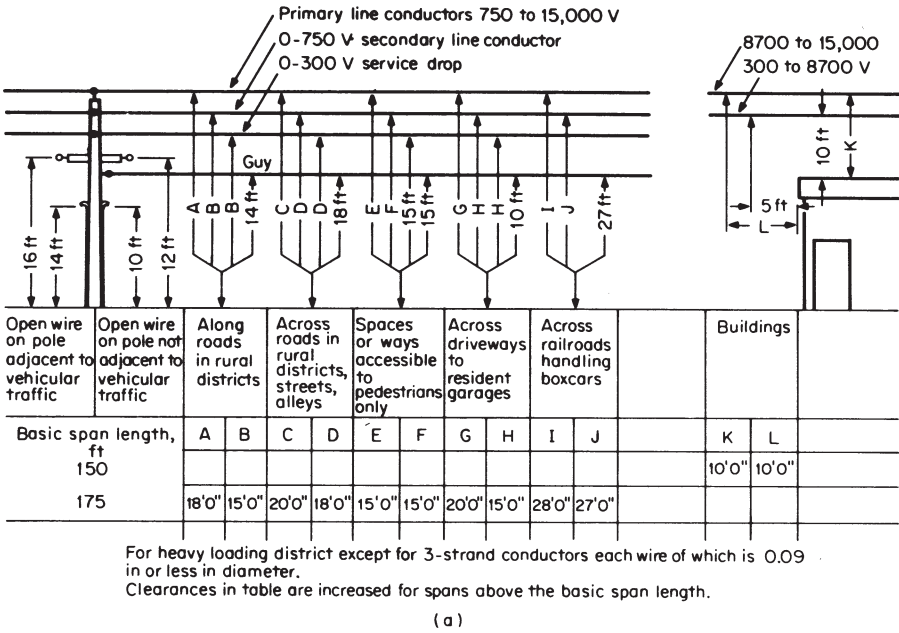 Primary line conductors 750 to 15,000 V
0-750 V secondary line conductor
0-300 V service drop
8700 to 15,000
300 to 8700 V
Guy
16 ft
14 ft
10 ft
12 ft
A
B
B
14 ft
C
D
D
18 ft
E
F
15 ft
15 ft
G
H
H
10 ft
I
J
27 ft
10 ft
K
5 ft
L
Open wire
on pole
adjacent to
vehicular
traffic
Open wire
on pole not
adjacent to
vehicular
traffic
Along
roads
in rural
districts
Across
roads in
rural
districts,
streets,
alleys
Spaces
or ways
accessible
to
pedestrians
only
Across
driveways
to
resident
garages
Across
railroads
handling
boxcars
Buildings
Basic span length, A B C D E F G H I J K L
ft
150 10'0" 10'0"
175 18'0" 15'0" 20'0" 18'0" 15'0" 15'0" 20'0" 15'0" 28'0" 27'0"
For heavy loading district except for 3-strand conductors each wire of which is 0.09
in or less in diameter.
Clearances in table are increased for spans above the basic span length.
(a)